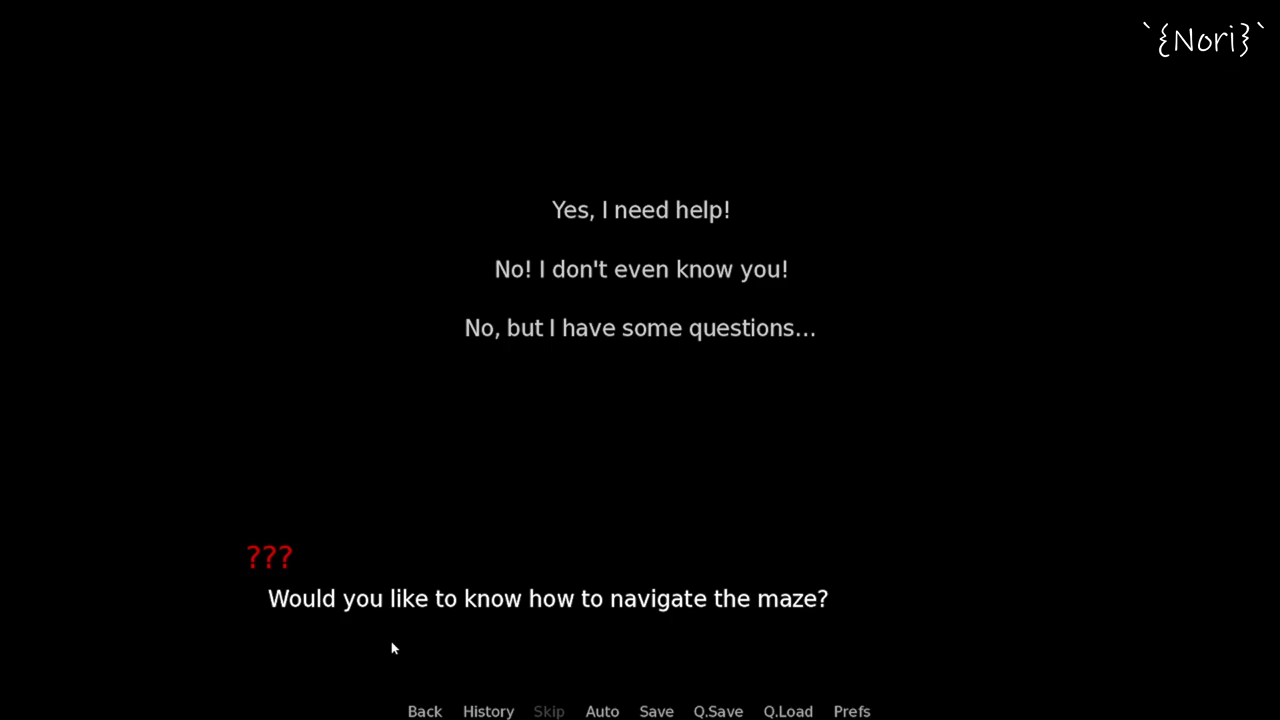 `{Nori}`
Yes, I need help!
No! I don't even know you!
No, but I have some questions...
???
Would you like to know how to navigate the maze?
Back History Skip Auto Save Q.Save Q.Load Prefs